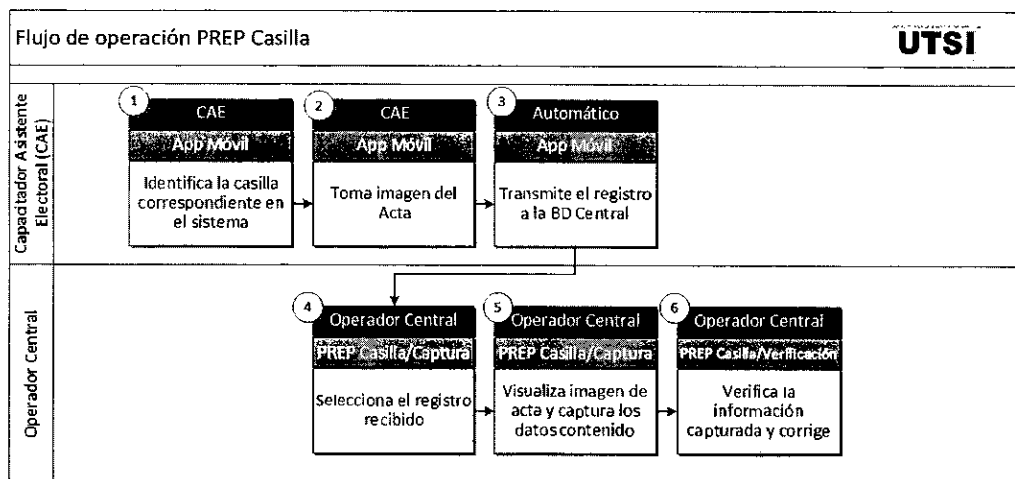 Flujo de operación PREP Casilla
UTSI
Capacitador Asistente
Electoral (CAE)
1
CAE
App Móvil
Identifica la casilla
correspondiente en
el sistema
2
CAE
App Móvil
Toma imagen del
Acta
3
Automático
App Móvil
Transmite el registro
a la BD Central
Operador Central
4
Operador Central
PREP Casilla/Captura
Selecciona el registro
recibido
5
Operador Central
PREP Casilla/Captura
Visualiza imagen de
acta y captura los
datos contenido
6
Operador Central
PREP Casilla/Verificación
Verifica la
información
capturada y corrige